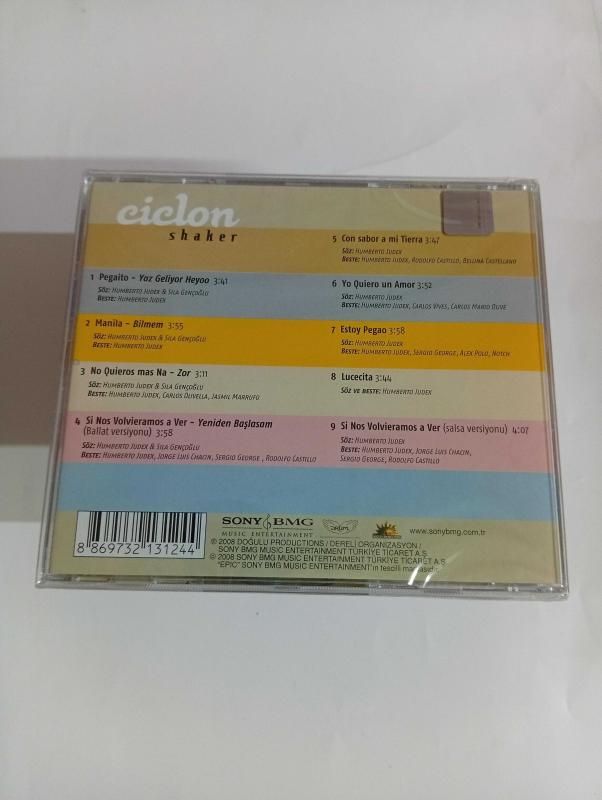 ciclon
shaker
1 Pegaito - Yaz Geliyor Heyoo 3:41
Söz: Humberto Judex & Sıla Gençoğlu
Beste: Humberto Judex
2 Manila - Bilmem 3:55
Söz: Humberto Judex & Sıla Gençoğlu
Beste: Humberto Judex
3 No Quieros mas Na - Zor 3:11
Söz: Humberto Judex & Sıla Gençoğlu
Beste: Humberto Judex, Carlos Olivella, Jasmil Marrufo
4 Si Nos Volvieramos a Ver - Yeniden Başlasam
(Ballat versiyonu) 3:58
Söz: Humberto Judex & Sıla Gençoğlu
Beste: Humberto Judex, Jorge Luis Chacin, Sergio George , Rodolfo Castillo
5 Con sabor a mi Tierra 3:47
Söz: Humberto Judex
Beste: Humberto Judex, Rodolfo Castillo, Bellina Castellano
6 Yo Quiero un Amor 3:52
Söz: Humberto Judex
Beste: Humberto Judex, Carlos Vives, Carlos Mario Olive
7 Estoy Pegao 3:58
Söz: Humberto Judex
Beste: Humberto Judex, Sergio George, Alex Polo, Notch
8 Lucecita 3:44
Söz ve beste: Humberto Judex
9 Si Nos Volvieramos a Ver (salsa versiyonu) 4:07
Söz: Humberto Judex
Beste: Humberto Judex, Jorge Luis Chacin,
Sergio George, Rodolfo Castillo
8 869732 131244
SONY BMG
MUSIC ENTERTAINMENT
www.sonybmg.com.tr
℗ 2008 DOĞULU PRODUCTIONS / DERELİ ORGANİZASYON /
SONY BMG MUSIC ENTERTAINMENT TÜRKİYE TİCARET A.Ş.
© 2008 SONY BMG MUSIC ENTERTAINMENT TÜRKİYE TİCARET A.Ş.
"EPIC" SONY BMG MUSIC ENTERTAINMENT'in tescilli markasıdır.